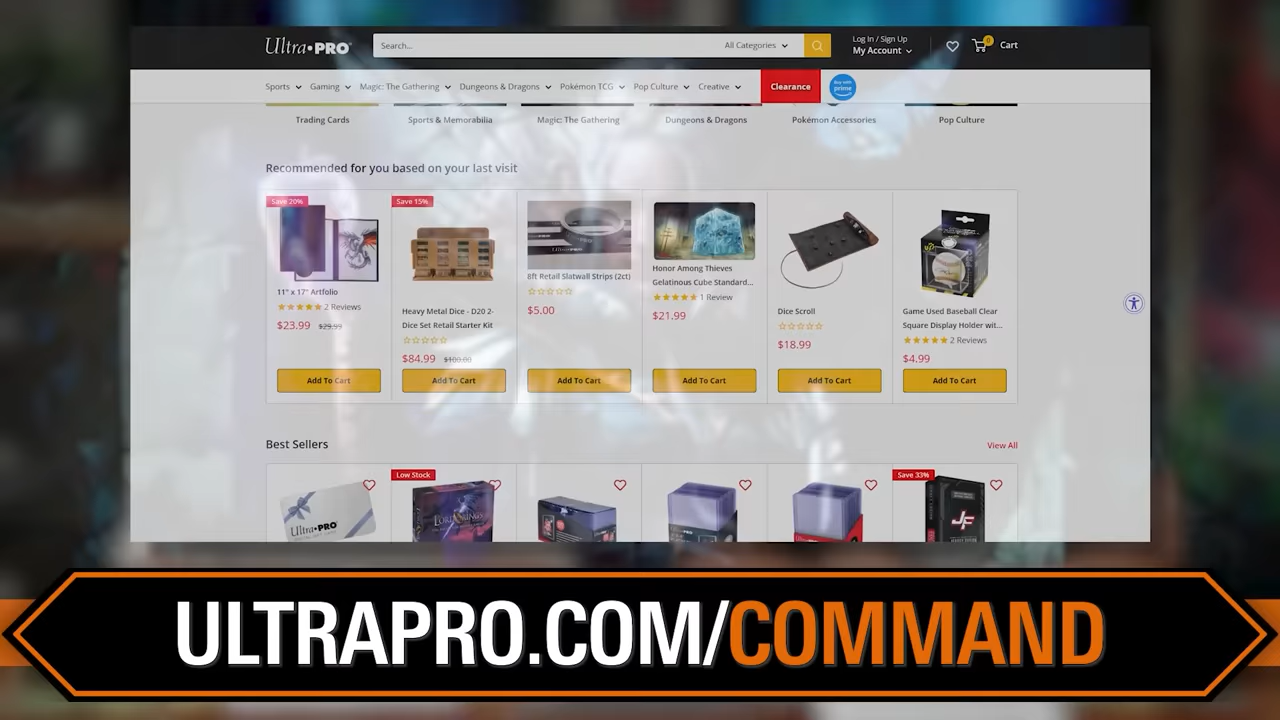 Ultra•PRO
Search...
All Categories
Log In / Sign Up
My Account
0
Cart
Sports
Gaming
Magic: The Gathering
Dungeons & Dragons
Pokémon TCG
Pop Culture
Creative
Clearance
buy with
prime
Trading Cards
Sports & Memorabilia
Magic: The Gathering
Dungeons & Dragons
Pokémon Accessories
Pop Culture
Recommended for you based on your last visit
Save 20%
11" x 17" Artfolio
2 Reviews
$23.99 $29.99
Add To Cart
Save 15%
Heavy Metal Dice - D20 2-
Dice Set Retail Starter Kit
$84.99 $100.00
Add To Cart
8ft Retail Slatwall Strips (2ct)
$5.00
Add To Cart
Honor Among Thieves
Gelatinous Cube Standard...
1 Review
$21.99
Add To Cart
Dice Scroll
$18.99
Add To Cart
Game Used Baseball Clear
Square Display Holder wit...
2 Reviews
$4.99
Add To Cart
Best Sellers
View All
Ultra•PRO
Low Stock
Save 33%
JF
ULTRAPRO.COM/COMMAND